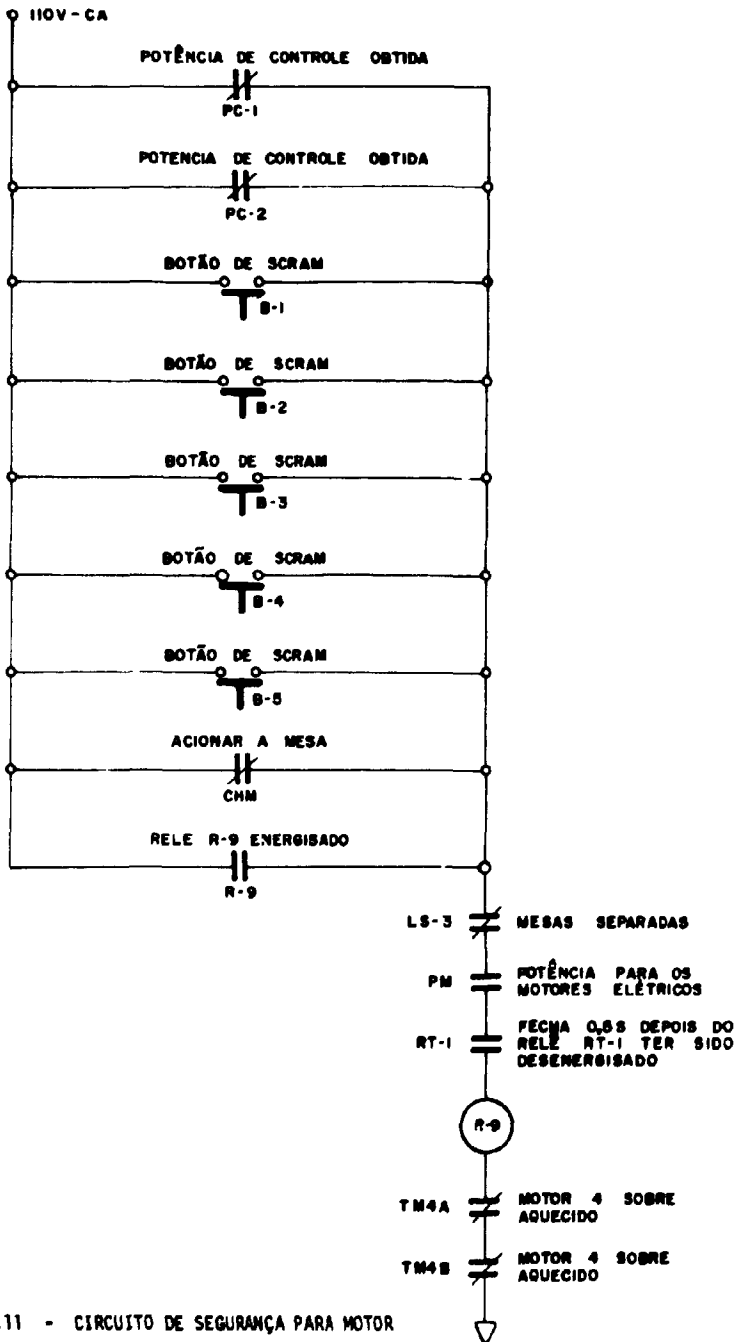 110V-CA
POTÊNCIA DE CONTROLE OBTIDA
PC-1
POTENCIA DE CONTROLE OBTIDA
PC-2
BOTÃO DE SCRAM
B-1
BOTÃO DE SCRAM
B-2
BOTÃO DE SCRAM
B-3
BOTÃO DE SCRAM
B-4
BOTÃO DE SCRAM
B-5
ACIONAR A MESA
CHM
RELE R-9 ENERGISADO
R-9
LS-3 MESAS SEPARADAS
PM POTÊNCIA PARA OS
MOTORES ELÉTRICOS
RT-1 FECHA 0,5S DEPOIS DO
RELÉ RT-1 TER SIDO
DESENERGISADO
R-9
TM4A MOTOR 4 SOBRE
AQUECIDO
TM4B MOTOR 4 SOBRE
AQUECIDO
.11 - CIRCUITO DE SEGURANÇA PARA MOTOR